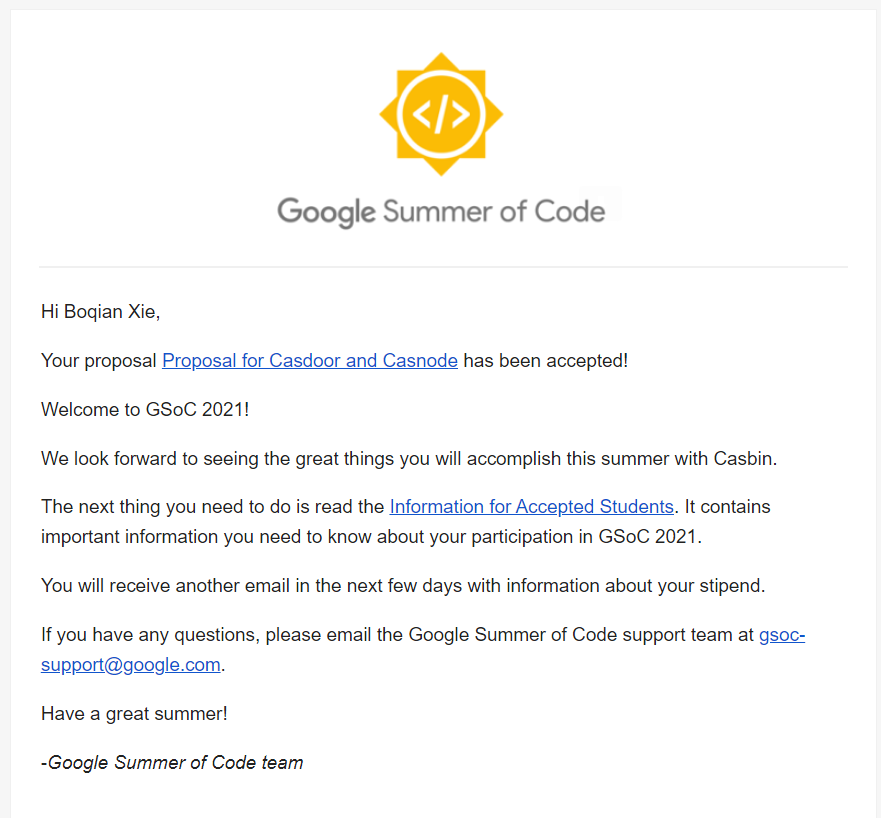 </>
Google Summer of Code
Hi Boqian Xie,
Your proposal Proposal for Casdoor and Casnode has been accepted!
Welcome to GSoC 2021!
We look forward to seeing the great things you will accomplish this summer with Casbin.
The next thing you need to do is read the Information for Accepted Students. It contains
important information you need to know about your participation in GSoC 2021.
You will receive another email in the next few days with information about your stipend.
If you have any questions, please email the Google Summer of Code support team at gsoc-
support@google.com.
Have a great summer!
-Google Summer of Code team